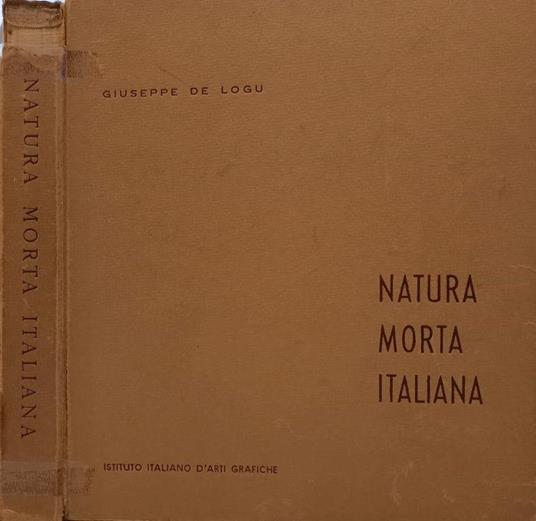 NATURA MORTA ITALIANA
GIUSEPPE DE LOGU
NATURA
MORTA
ITALIANA
ISTITUTO ITALIANO D'ARTI GRAFICHE